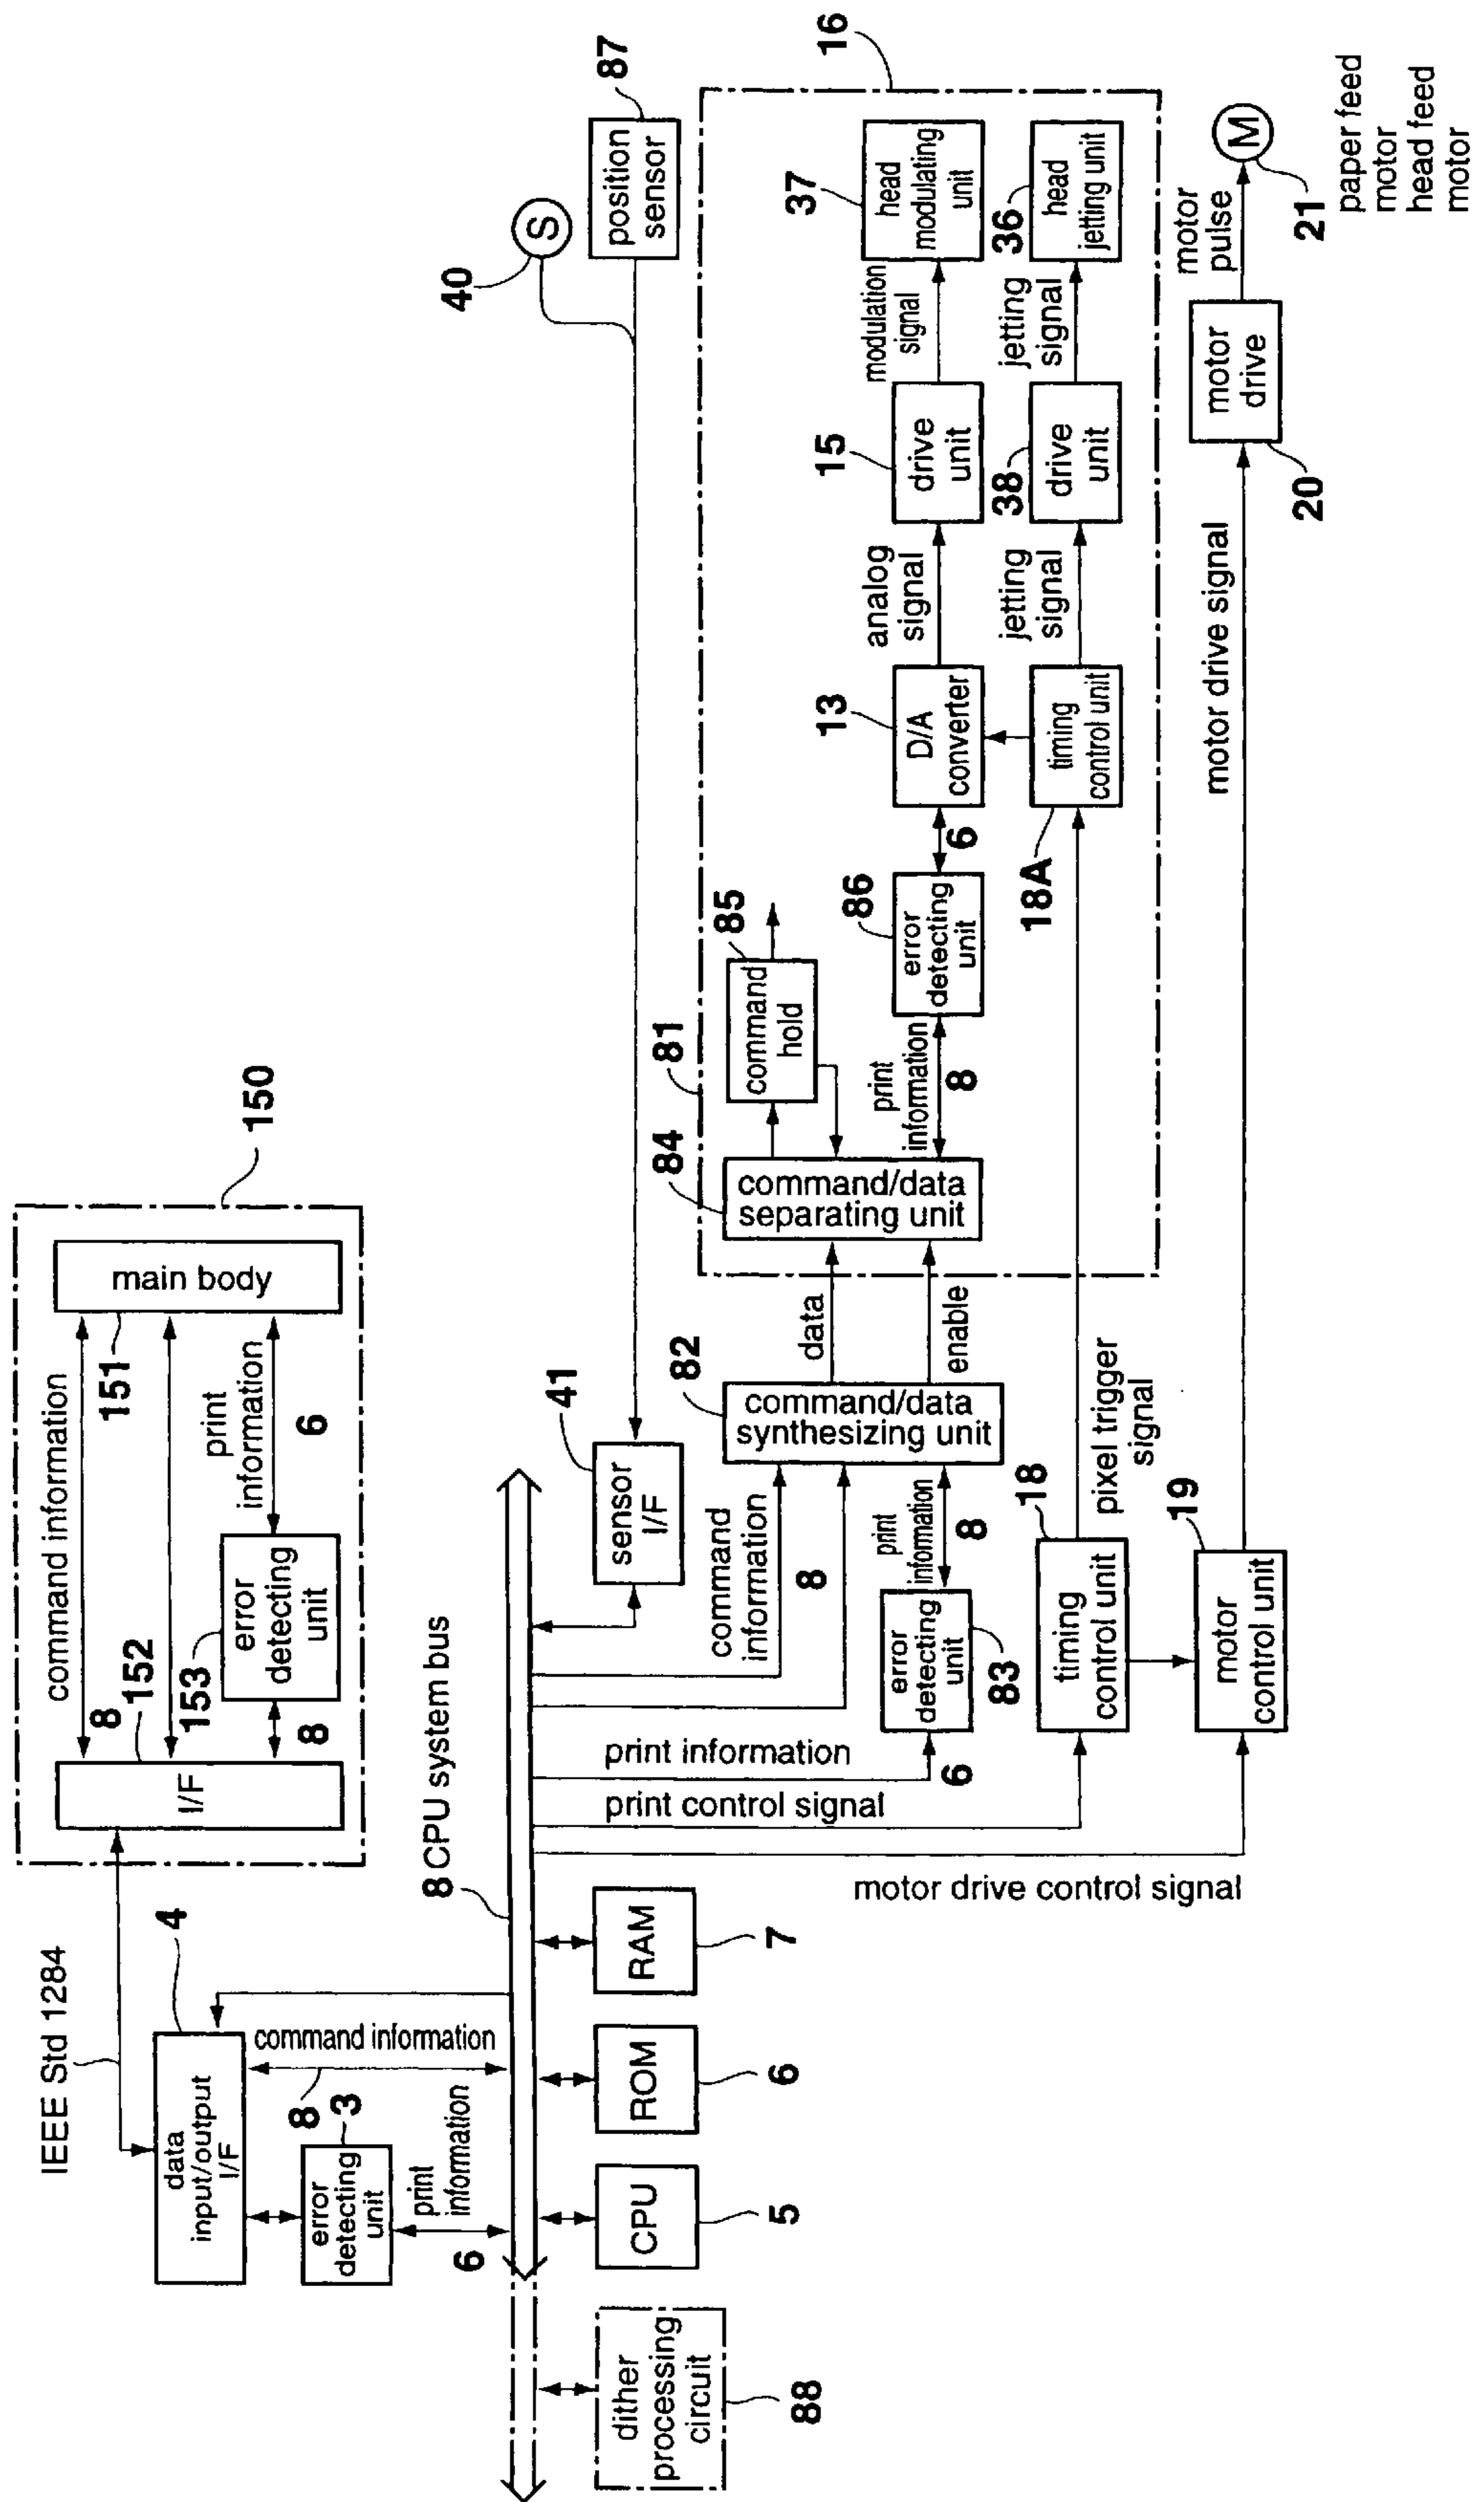 150
command information
main body
8
152
151
I/F
153
error
detecting
unit
8
print
information
6
IEEE Std 1284
4
data
input/output
I/F
command information
8
3
error
detecting
unit
print
information
6
8 CPU system bus
dither
processing
circuit
88
CPU
5
ROM
6
RAM
7
40
S
position
sensor
87
41
sensor
I/F
command
information
8
print information
print control signal
motor drive control signal
6
error
detecting
unit
83
print
information
8
82
command/data
synthesizing unit
data
enable
81
16
84
command/data
separating unit
85
command
hold
print
information
8
86
error
detecting
unit
6
13
D/A
converter
analog
signal
15
drive
unit
modulation
signal
37
head
modulating
unit
18
timing
control unit
pixel trigger
signal
18A
timing
control unit
jetting
signal
38
drive
unit
jetting
signal
36
head
jetting unit
19
motor
control unit
motor drive signal
20
motor
drive
motor
pulse
M
21
paper feed
motor
head feed
motor